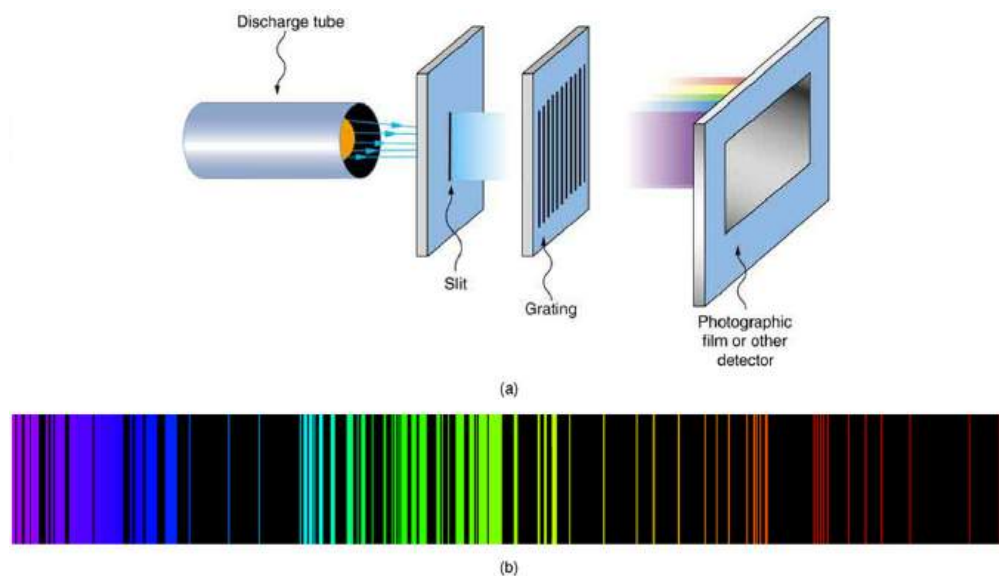 Discharge tube
Slit
Grating
Photographic
film or other
detector
(a)
(b)